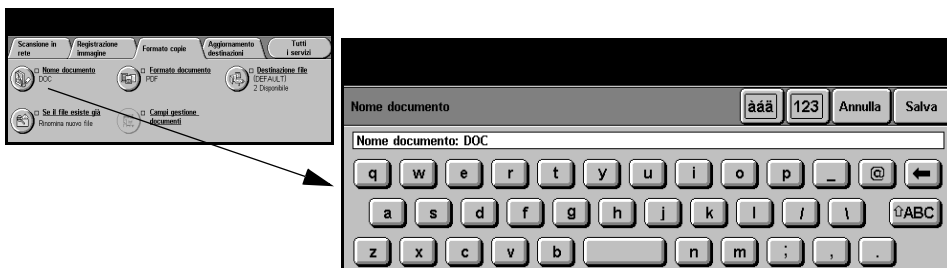 Scansione in rete
Registrazione immagine
Formato copie
Aggiornamento destinazioni
Tutti i servizi
Nome documento
DOC
Formato documento
PDF
Destinazione file
(DEFAULT)
2 Disponibile
Se il file esiste già
Rinomina nuovo file
Campi gestione documenti
Nome documento
àáä
123
Annulla
Salva
Nome documento: DOC
q w e r t y u i o p _ @ ←
a s d f g h j k l / \ ⇧ABC
z x c v b n m ; , .